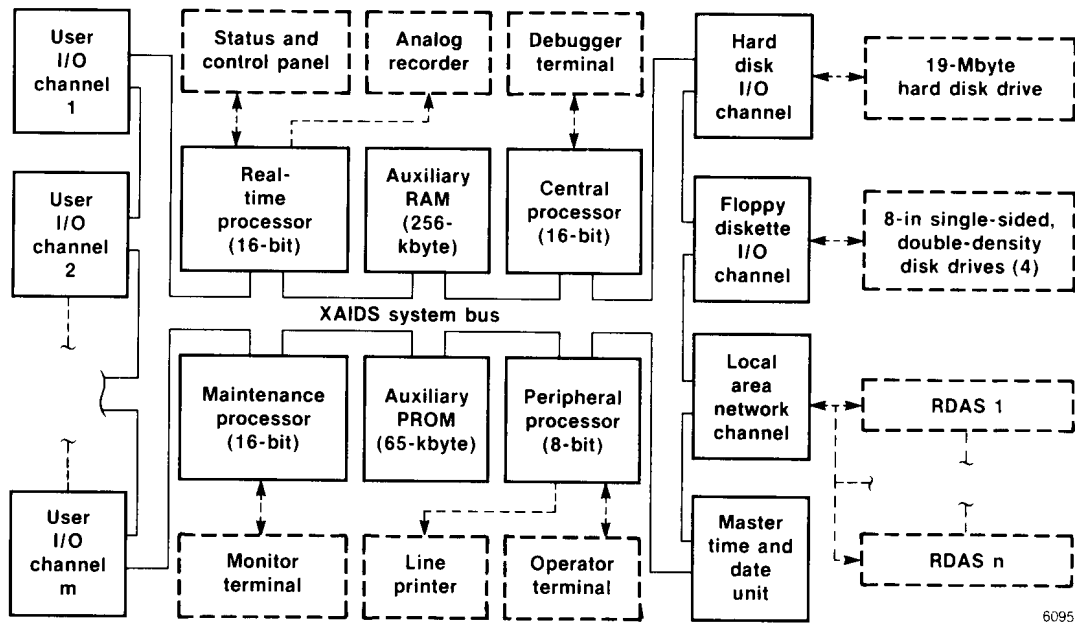 User
I/O
channel
1
Status and
control panel
Analog
recorder
Debugger
terminal
Hard
disk
I/O
channel
19-Mbyte
hard disk drive
User
I/O
channel
2
Real-
time
processor
(16-bit)
Auxiliary
RAM
(256-
kbyte)
Central
processor
(16-bit)
Floppy
diskette
I/O
channel
8-in single-sided,
double-density
disk drives (4)
XAIDS system bus
Maintenance
processor
(16-bit)
Auxiliary
PROM
(65-kbyte)
Peripheral
processor
(8-bit)
Local
area
network
channel
RDAS 1
User
I/O
channel
m
Monitor
terminal
Line
printer
Operator
terminal
Master
time and
date
unit
RDAS n
6095